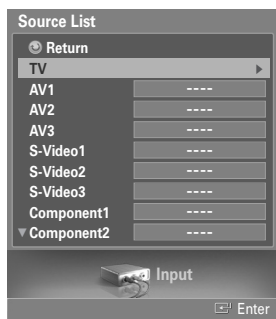 Source List
Return
TV
AV1 ----
AV2 ----
AV3 ----
S-Video1 ----
S-Video2 ----
S-Video3 ----
Component1 ----
Component2 ----
Input
Enter